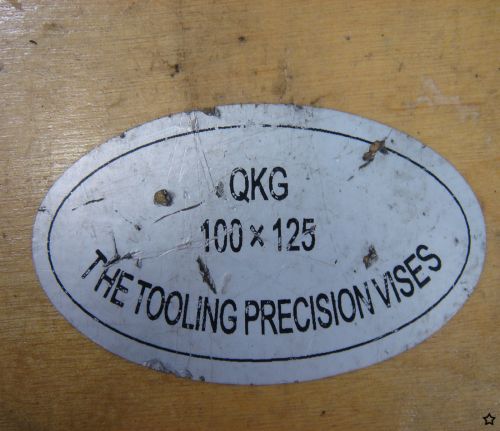 QKG
100 × 125
THE TOOLING PRECISION VISES